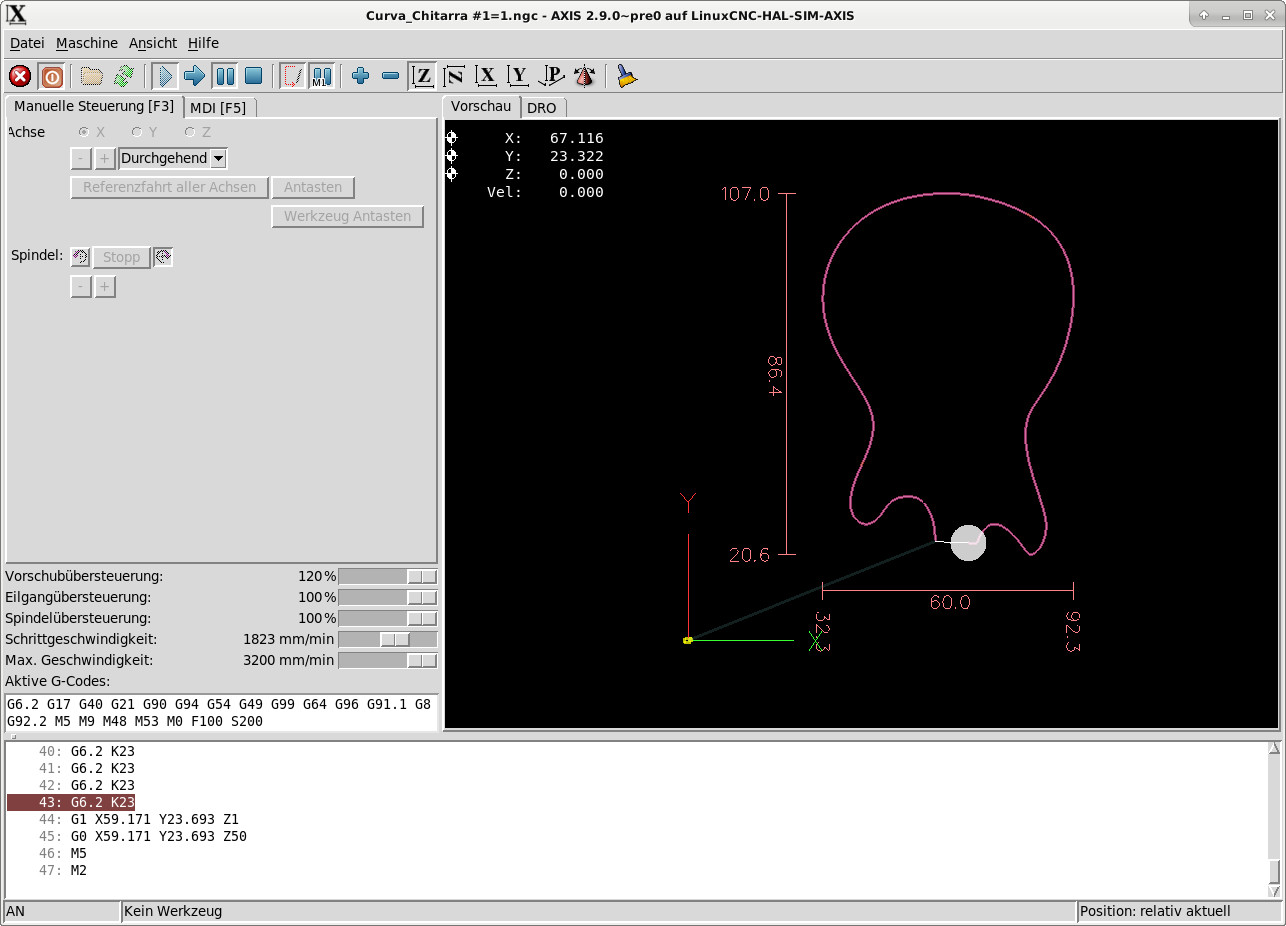 Curva_Chitarra #1=1.ngc - AXIS 2.9.0~pre0 auf LinuxCNC-HAL-SIM-AXIS
Datei Maschine Ansicht Hilfe
M1 Z N X Y P
Manuelle Steuerung [F3] MDI [F5]
Achse X Y Z
- + Durchgehend
Referenzfahrt aller Achsen Antasten
Werkzeug Antasten
Spindel: Stopp
- +
Vorschubübersteuerung: 120 %
Eilgangübersteuerung: 100 %
Spindelübersteuerung: 100 %
Schrittgeschwindigkeit: 1823 mm/min
Max. Geschwindigkeit: 3200 mm/min
Aktive G-Codes:
G6.2 G17 G40 G21 G90 G94 G54 G49 G99 G64 G96 G91.1 G8
G92.2 M5 M9 M48 M53 M0 F100 S200
Vorschau DRO
X: 67.116
Y: 23.322
Z: 0.000
Vel: 0.000
107.0
86.4
20.6
Y
X
60.0
32.3
92.3
40: G6.2 K23
41: G6.2 K23
42: G6.2 K23
43: G6.2 K23
44: G1 X59.171 Y23.693 Z1
45: G0 X59.171 Y23.693 Z50
46: M5
47: M2
AN Kein Werkzeug Position: relativ aktuell